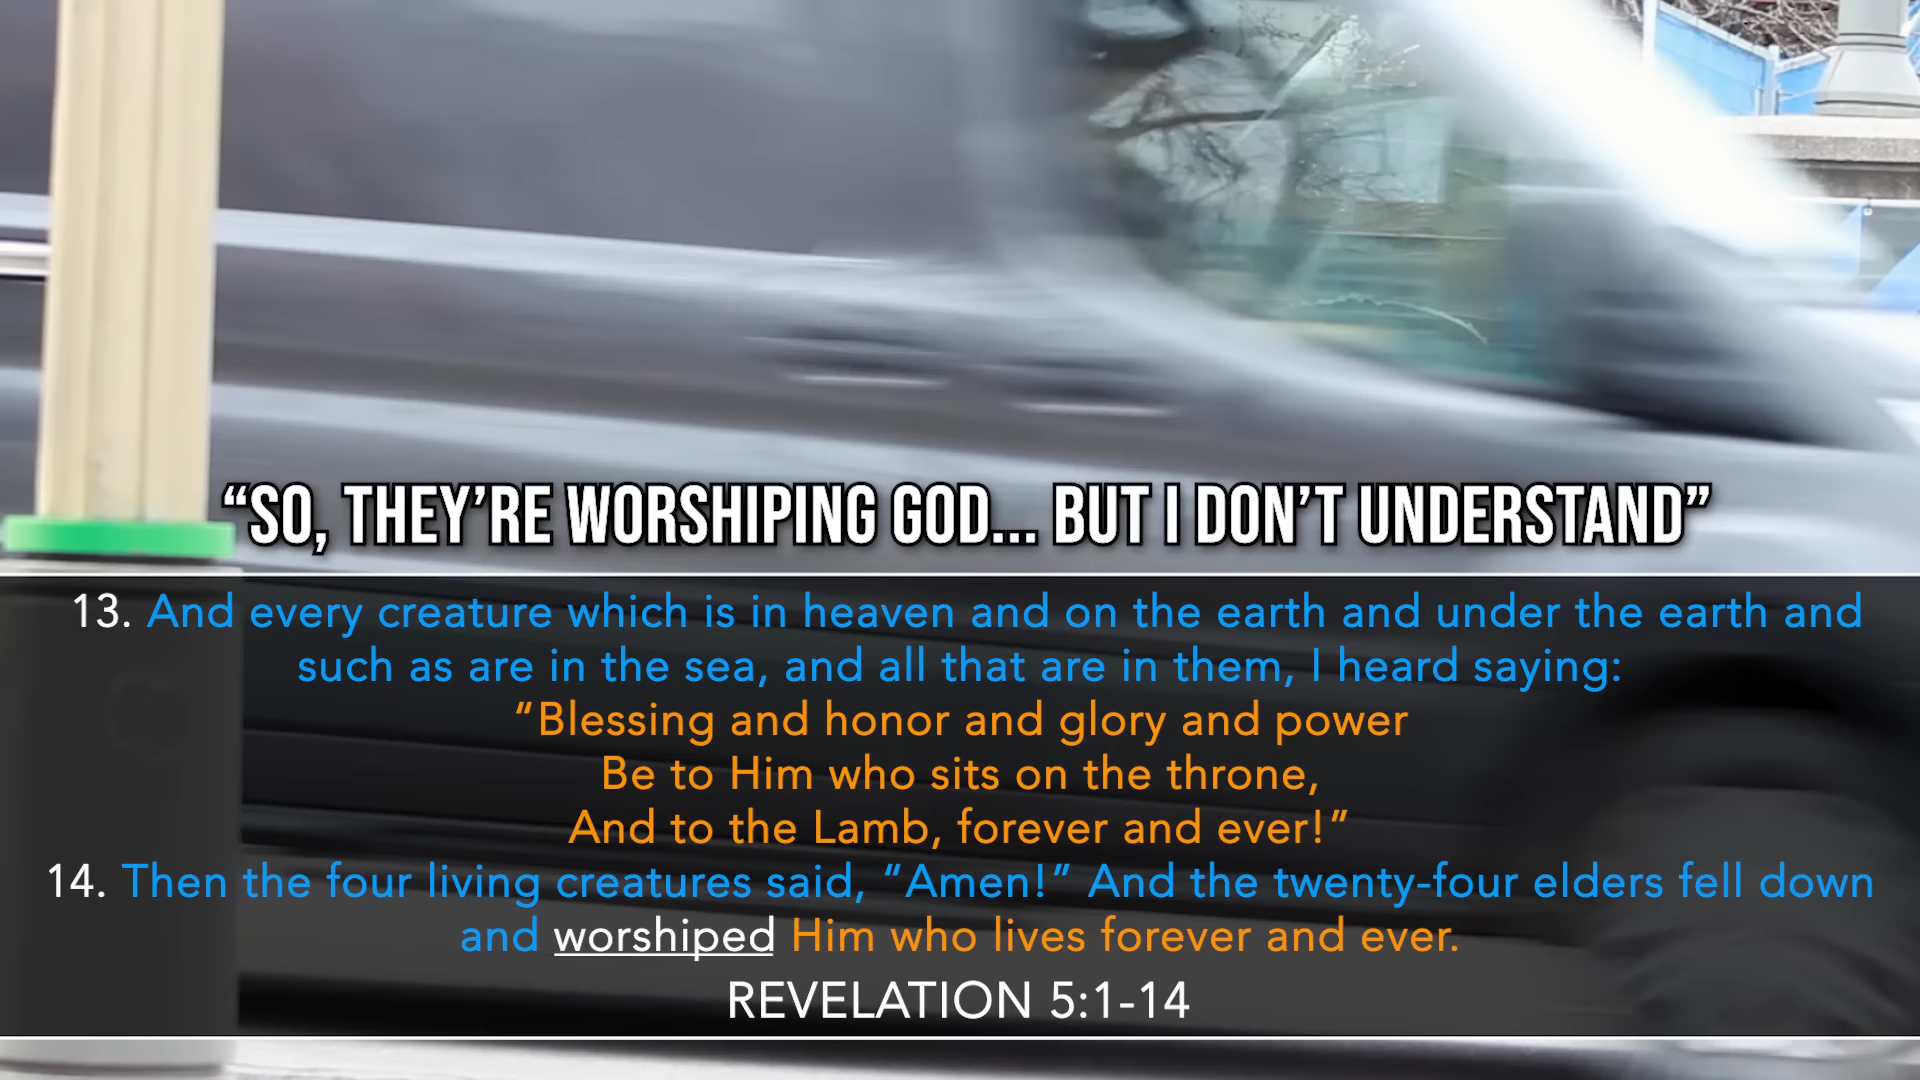 “SO, THEY’RE WORSHIPING GOD... BUT I DON’T UNDERSTAND”
13. And every creature which is in heaven and on the earth and under the earth and
such as are in the sea, and all that are in them, I heard saying:
“Blessing and honor and glory and power
Be to Him who sits on the throne,
And to the Lamb, forever and ever!”
14. Then the four living creatures said, “Amen!” And the twenty-four elders fell down
and worshiped Him who lives forever and ever.
REVELATION 5:1-14